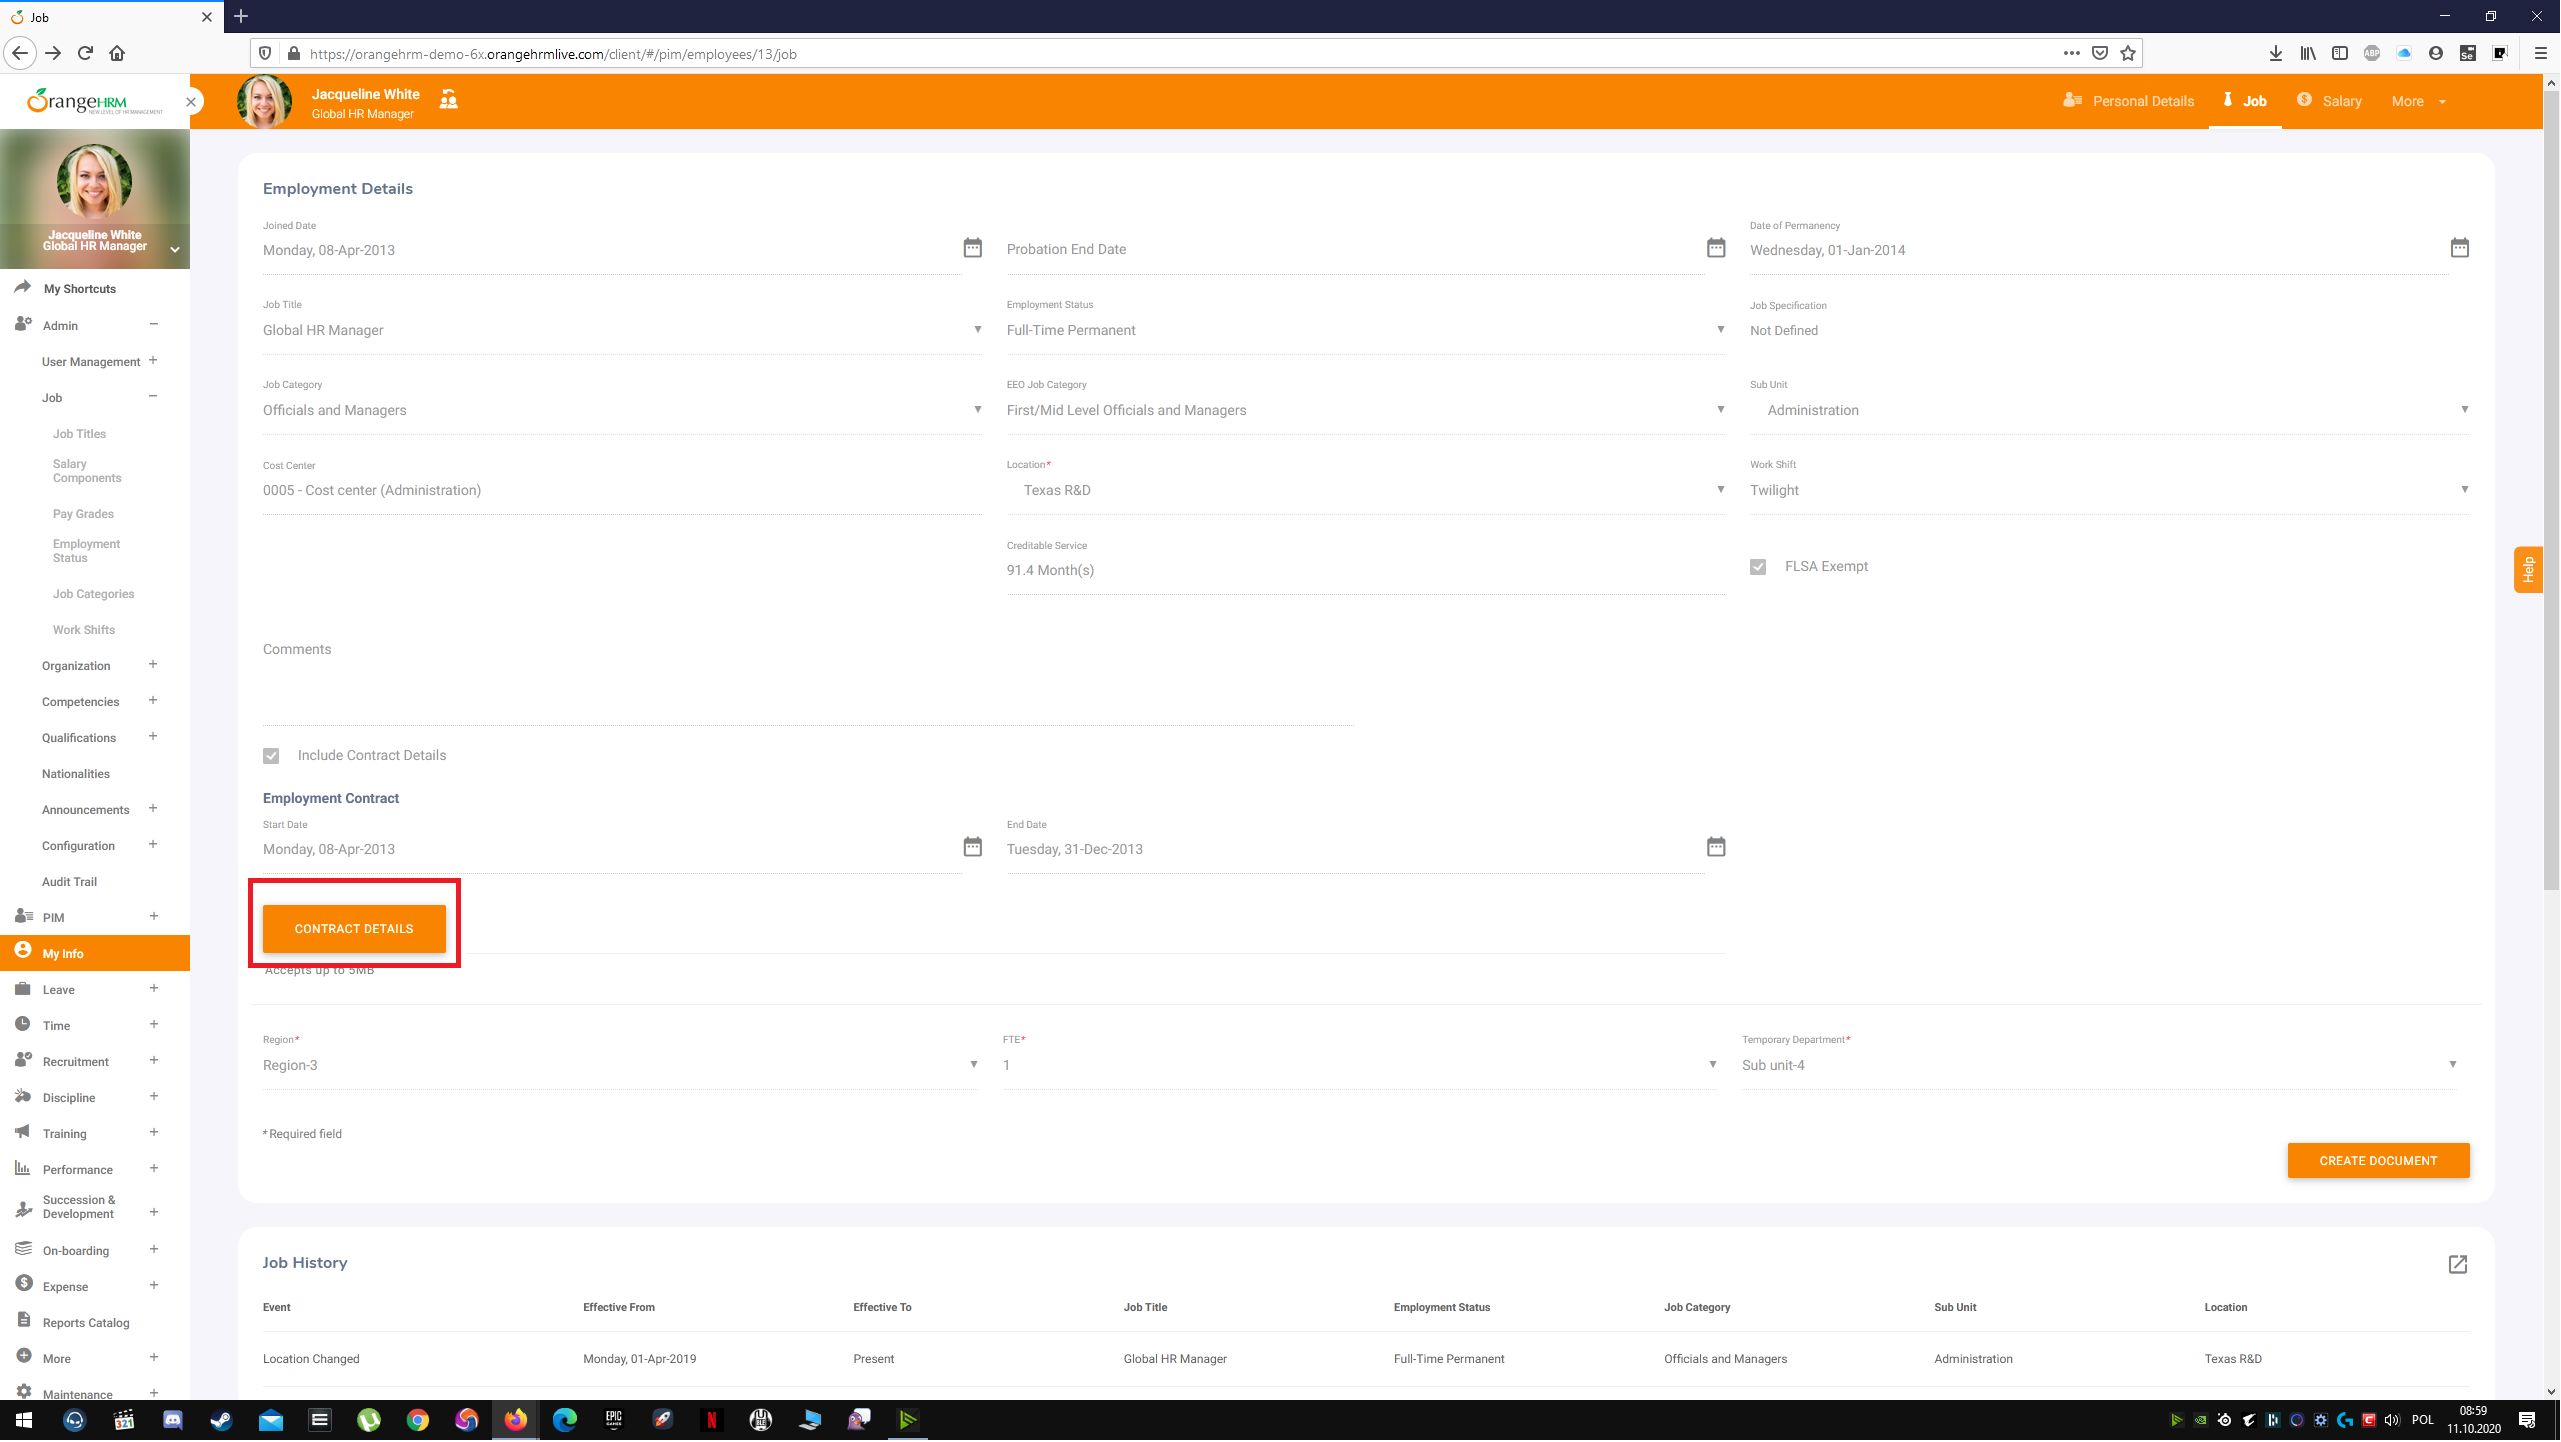 Job
https://orangehrm-demo-6x.orangehrmlive.com/client/#/pim/employees/13/job
OrangeHRM
NEW LEVEL OF HR MANAGEMENT
Jacqueline White
Global HR Manager
Personal Details
Job
Salary
More
Jacqueline White
Global HR Manager
My Shortcuts
Admin
User Management
Job
Job Titles
Salary
Components
Pay Grades
Employment
Status
Job Categories
Work Shifts
Organization
Competencies
Qualifications
Nationalities
Announcements
Configuration
Audit Trail
PIM
My Info
Leave
Time
Recruitment
Discipline
Training
Performance
Succession &
Development
On-boarding
Expense
Reports Catalog
More
Maintenance
Employment Details
Joined Date
Monday, 08-Apr-2013
Probation End Date
Date of Permanency
Wednesday, 01-Jan-2014
Job Title
Global HR Manager
Employment Status
Full-Time Permanent
Job Specification
Not Defined
Job Category
Officials and Managers
EEO Job Category
First/Mid Level Officials and Managers
Sub Unit
Administration
Cost Center
0005 - Cost center (Administration)
Location*
Texas R&D
Work Shift
Twilight
Creditable Service
91.4 Month(s)
FLSA Exempt
Help
Comments
Include Contract Details
Employment Contract
Start Date
Monday, 08-Apr-2013
End Date
Tuesday, 31-Dec-2013
CONTRACT DETAILS
Accepts up to 5MB
Region*
Region-3
FTE*
1
Temporary Department*
Sub unit-4
* Required field
CREATE DOCUMENT
Job History
Event Effective From Effective To Job Title Employment Status Job Category Sub Unit Location
Location Changed Monday, 01-Apr-2019 Present Global HR Manager Full-Time Permanent Officials and Managers Administration Texas R&D
ABP
Se
321
EPIC
GAMES
N
POL
08:59
11.10.2020